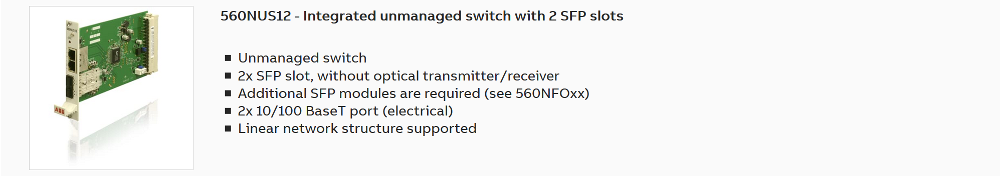 560NUS12 - Integrated unmanaged switch with 2 SFP slots
■ Unmanaged switch
■ 2x SFP slot, without optical transmitter/receiver
■ Additional SFP modules are required (see 560NFOxx)
■ 2x 10/100 BaseT port (electrical)
■ Linear network structure supported
560NUS12
ABB